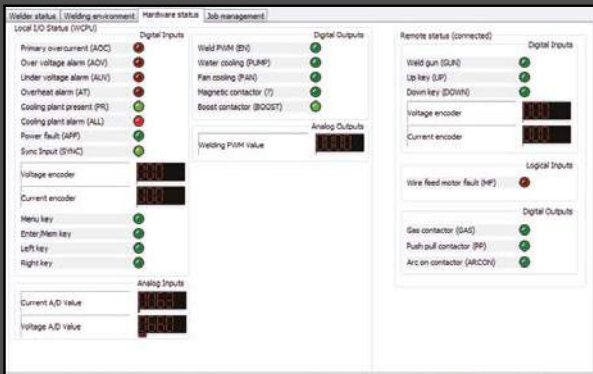 Welder status
Welding environment
Hardware status
Job management
Local I/O Status (WCPU)
Digital Inputs
Primary overcurrent (AOC)
Over voltage alarm (AOV)
Under voltage alarm (AUV)
Overheat alarm (AT)
Cooling plant present (PR)
Cooling plant alarm (ALL)
Power fault (APF)
Sync Input (SYNC)
Voltage encoder
Current encoder
Menu key
Enter/Mem key
Left key
Right key
Analog Inputs
Current A/D Value
Voltage A/D Value
Digital Outputs
Weld PWM (EN)
Water cooling (PUMP)
Fan cooling (FAN)
Magnetic contactor (?)
Boost contactor (BOOST)
Analog Outputs
Welding PWM Value
Remote status (connected)
Digital Inputs
Weld gun (GUN)
Up key (UP)
Down key (DOWN)
Voltage encoder
Current encoder
Logical Inputs
Wire feed motor fault (MF)
Digital Outputs
Gas contactor (GAS)
Push pull contactor (PP)
Arc on contactor (ARCON)